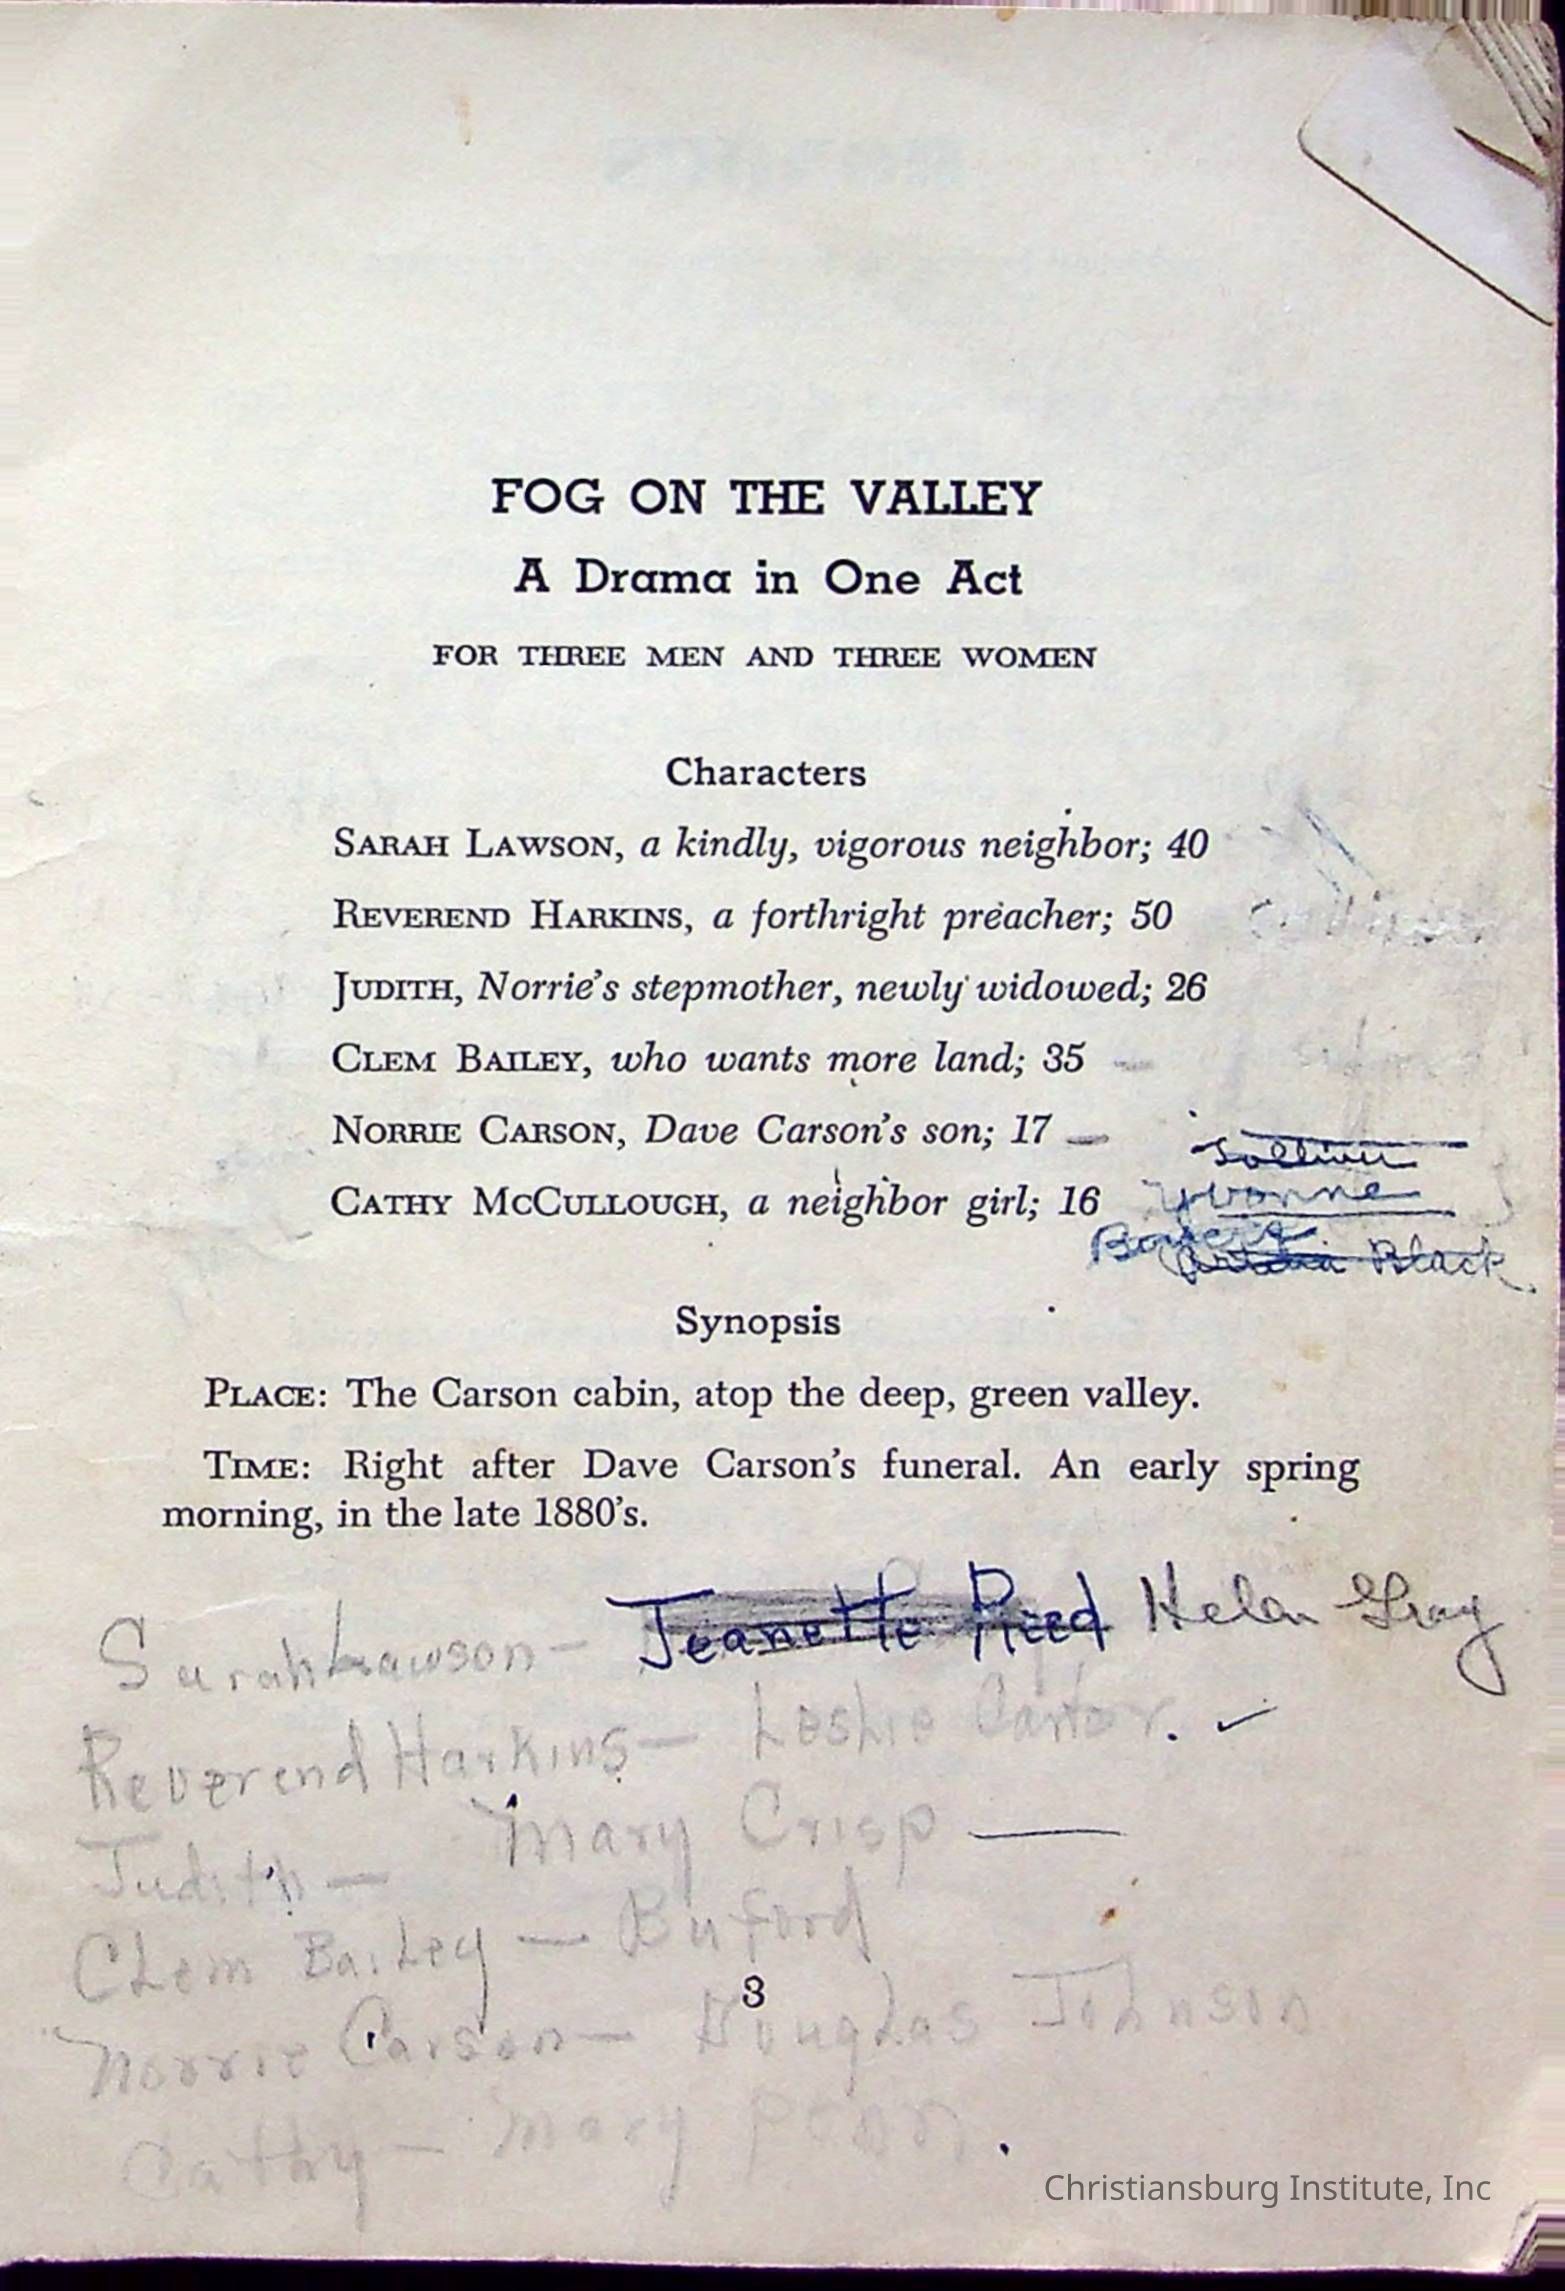 FOG ON THE VALLEY
A Drama in One Act
FOR THREE MEN AND THREE WOMEN
Characters
SARAH LAWSON, a kindly, vigorous neighbor; 40
REVEREND HARKINS, a forthright preacher; 50
JUDITH, Norrie's stepmother, newly widowed; 26
CLEM BAILEY, who wants more land; 35 —
NORRIE CARSON, Dave Carson's son; 17 —
CATHY MCCULLOUGH, a neighbor girl; 16
Yvonne
Black
Synopsis
PLACE: The Carson cabin, atop the deep, green valley.
TIME: Right after Dave Carson's funeral. An early spring
morning, in the late 1880's.
Sarah Lawson — Jeanette Reed Helen Gray
Reverend Harkins — Leslie Carter. ✓
Judith — Mary Crisp —
Clem Bailey — Buford
3
Norrie Carson — Douglas Johnson
Cathy — Mary Penn.
Christiansburg Institute, Inc